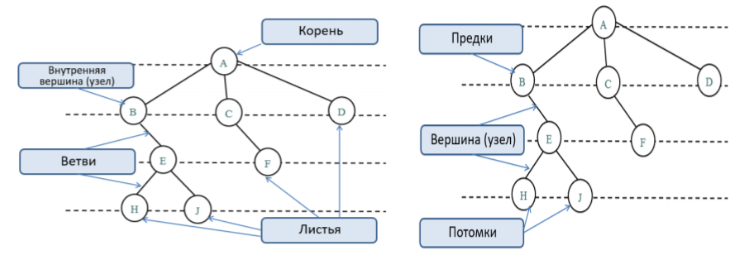 Корень
A
Внутренняя
вершина (узел)
B
C
D
Ветви
E
F
H
J
Листья
A
Предки
B
C
D
Вершина (узел)
E
F
H
J
Потомки